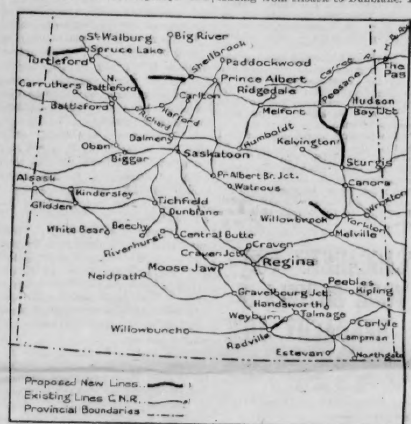 St Walburg
Big River
Spruce Lake
Turtleford
Shellbrook
Paddockwood
Carruthers
N. Battleford
Prince Albert
Ridgedale
The Pas
Peesane
Battleford
Richard
Hafford
Carlton
Melfort
Hudson Bay Jct.
Dalmeny
Humboldt
Kelvington
Oban
Biggar
Saskatoon
Sturgis
Alsask
Pr Albert Br. Jct.
Watrous
Canora
Kindersley
Glidden
Tichfield
Dunblane
Willowbrook
Yorkton
Wroxton
White Bear
Beechy
Riverhurst
Central Butte
Melville
Craven
Craven Jct
Neidpath
Moose Jaw
Regina
Peebles
Kipling
Gravelbourg Jct.
Handsworth
Weyburn
Talmage
Willowbunch
Radville
Carlyle
Lampman
Estevan
Northgate
Proposed New Lines
Existing Lines C.N.R.
Provincial Boundaries